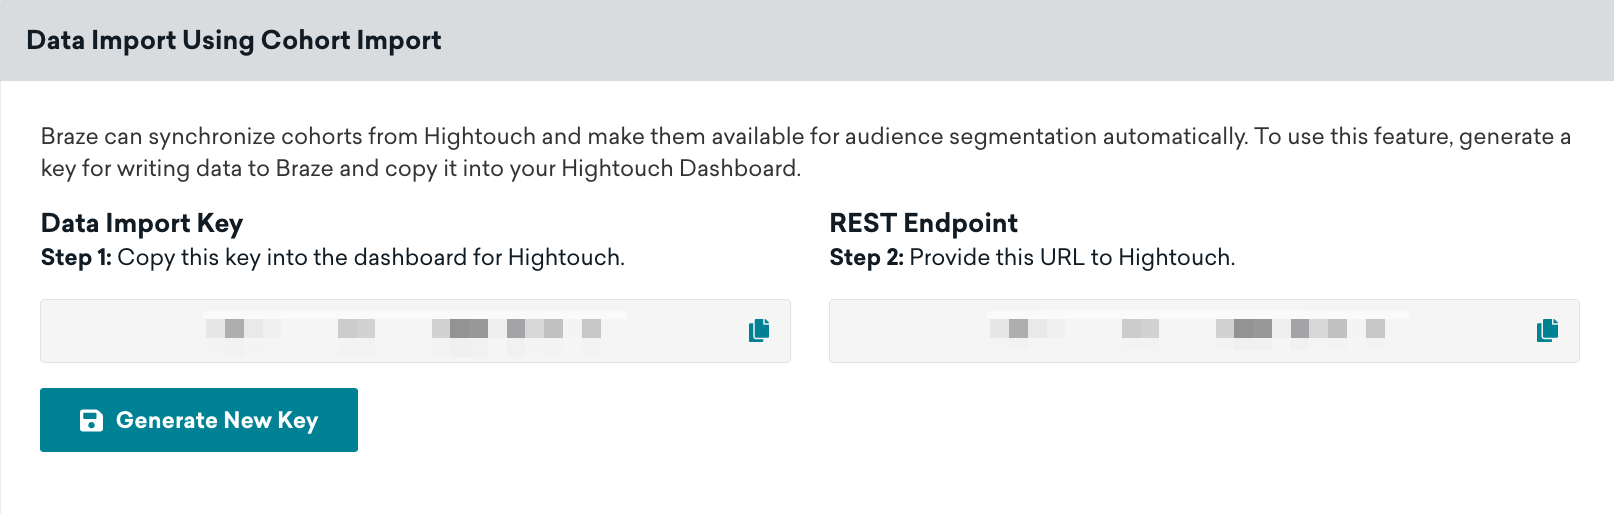 Data Import Using Cohort Import
Braze can synchronize cohorts from Hightouch and make them available for audience segmentation automatically. To use this feature, generate a
key for writing data to Braze and copy it into your Hightouch Dashboard.
Data Import Key
Step 1: Copy this key into the dashboard for Hightouch.
REST Endpoint
Step 2: Provide this URL to Hightouch.
Generate New Key